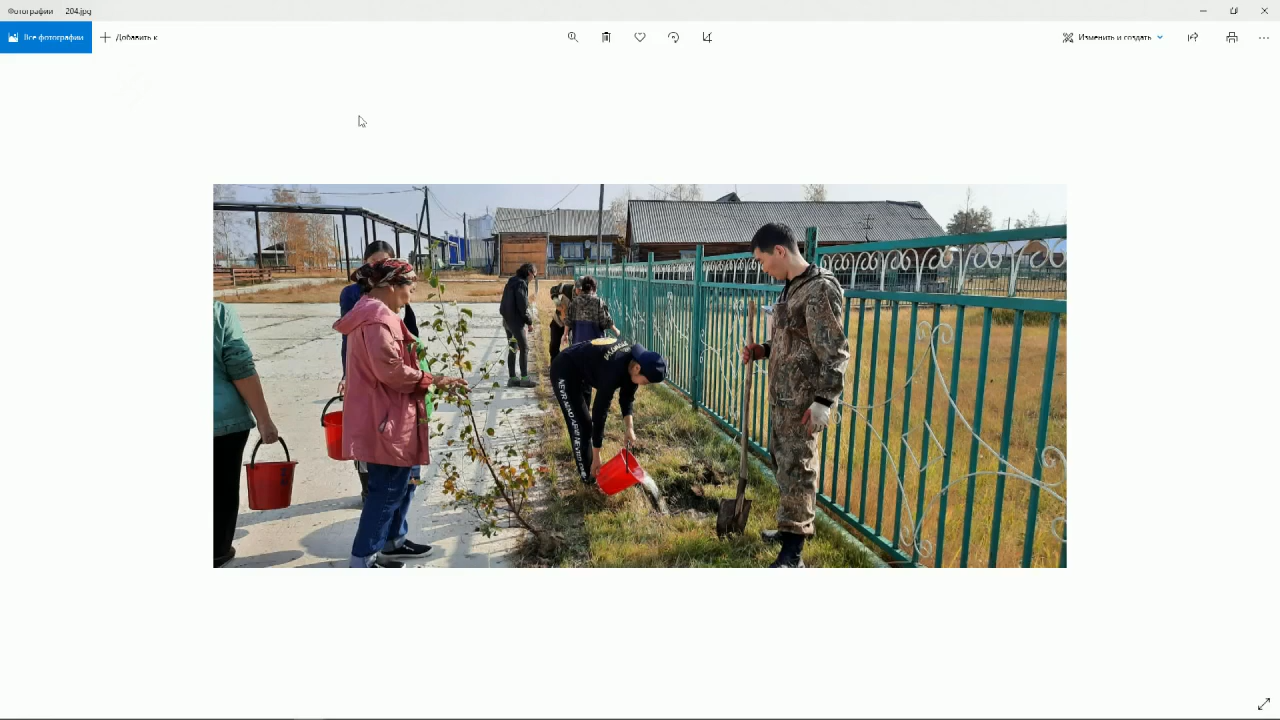 Фотографии 204.jpg
Все фотографии
Добавить к
Изменить и создать